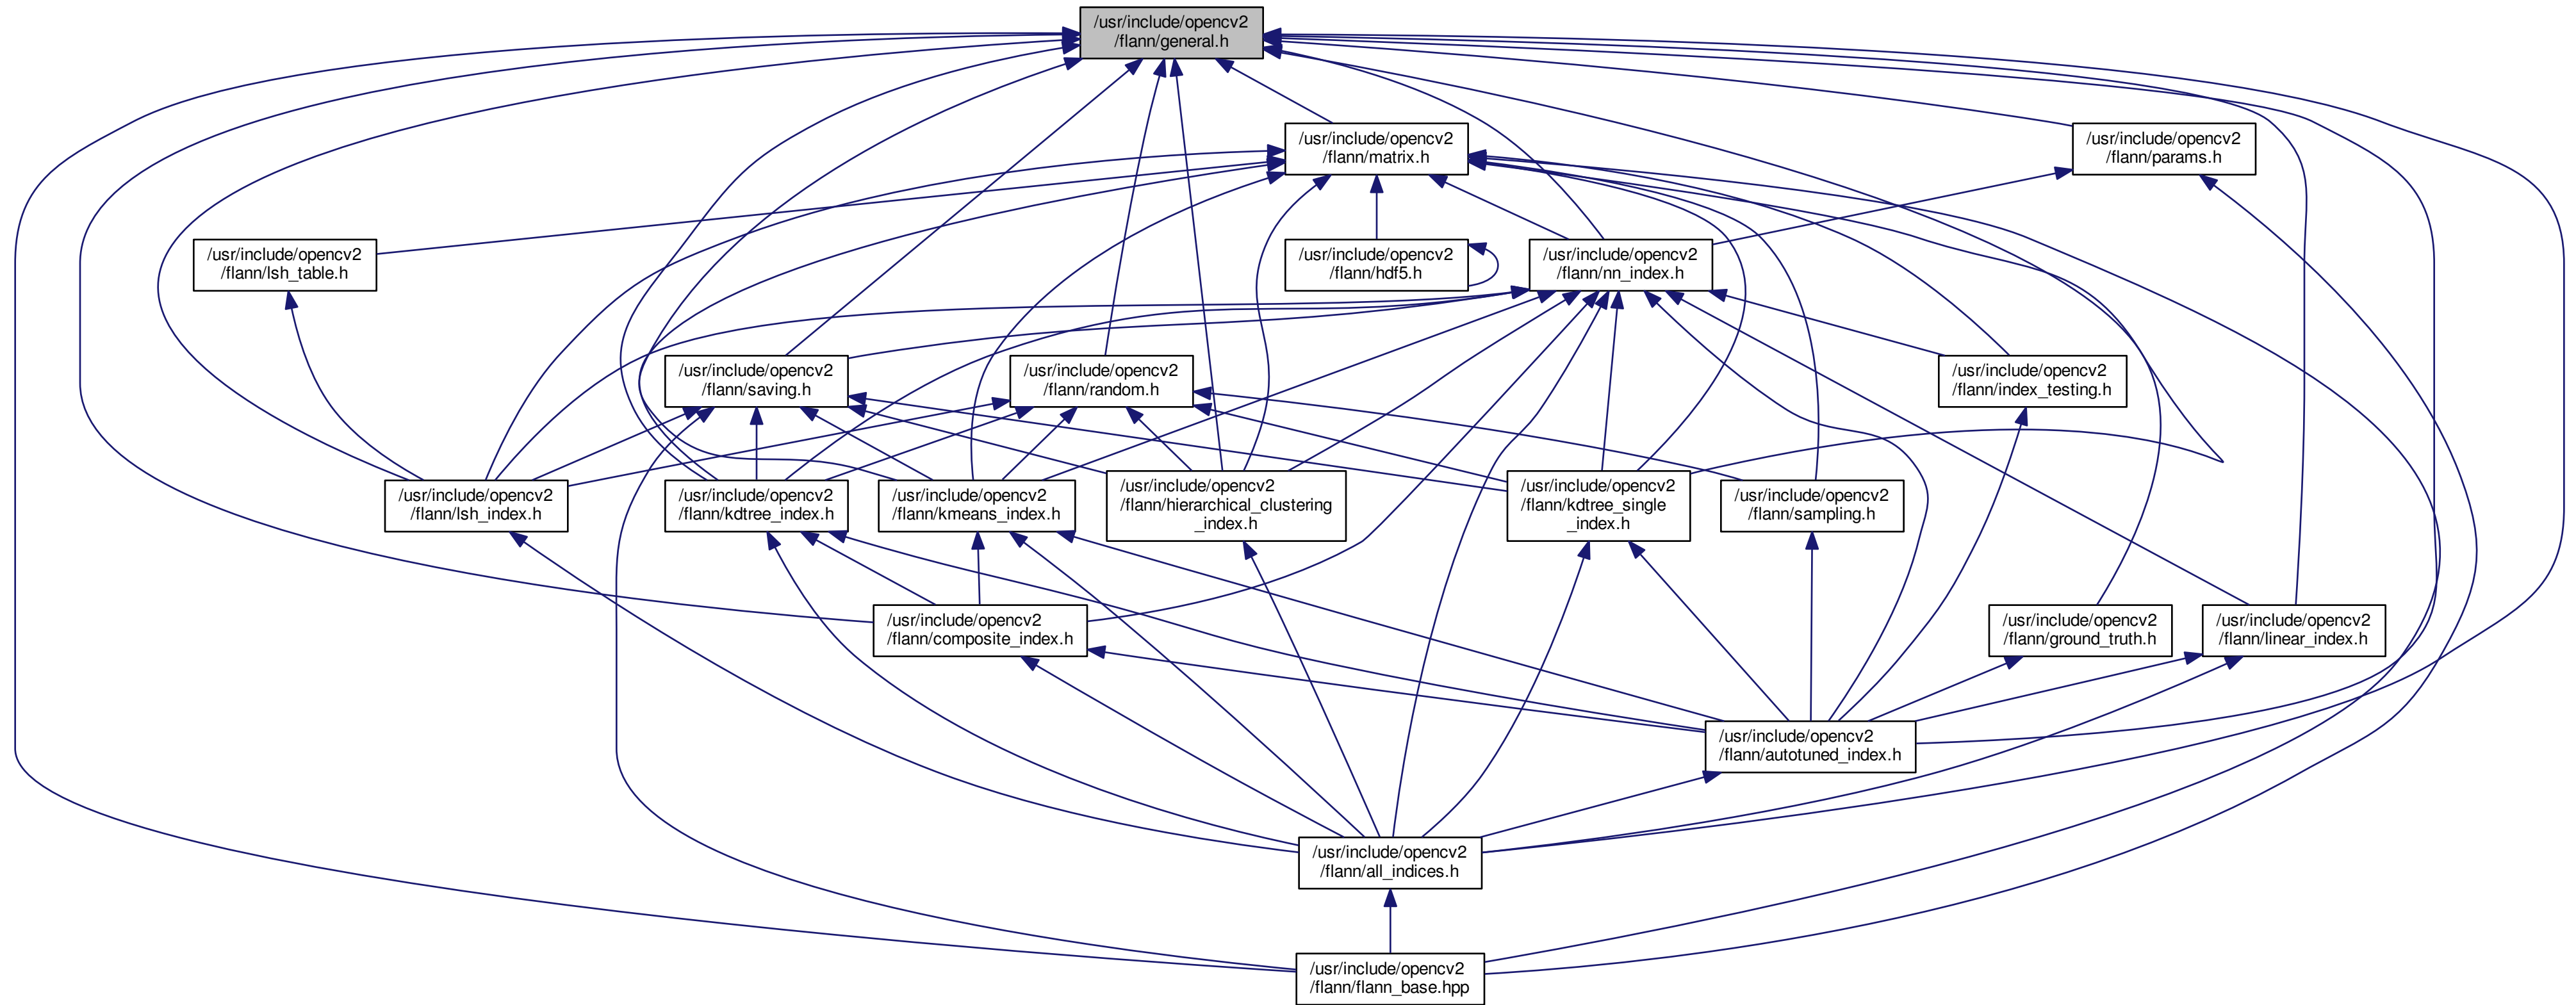 /usr/include/opencv2
/flann/general.h
/usr/include/opencv2
/flann/matrix.h
/usr/include/opencv2
/flann/params.h
/usr/include/opencv2
/flann/lsh_table.h
/usr/include/opencv2
/flann/hdf5.h
/usr/include/opencv2
/flann/nn_index.h
/usr/include/opencv2
/flann/saving.h
/usr/include/opencv2
/flann/random.h
/usr/include/opencv2
/flann/index_testing.h
/usr/include/opencv2
/flann/lsh_index.h
/usr/include/opencv2
/flann/kdtree_index.h
/usr/include/opencv2
/flann/kmeans_index.h
/usr/include/opencv2
/flann/hierarchical_clustering
_index.h
/usr/include/opencv2
/flann/kdtree_single
_index.h
/usr/include/opencv2
/flann/sampling.h
/usr/include/opencv2
/flann/composite_index.h
/usr/include/opencv2
/flann/ground_truth.h
/usr/include/opencv2
/flann/linear_index.h
/usr/include/opencv2
/flann/autotuned_index.h
/usr/include/opencv2
/flann/all_indices.h
/usr/include/opencv2
/flann/flann_base.hpp